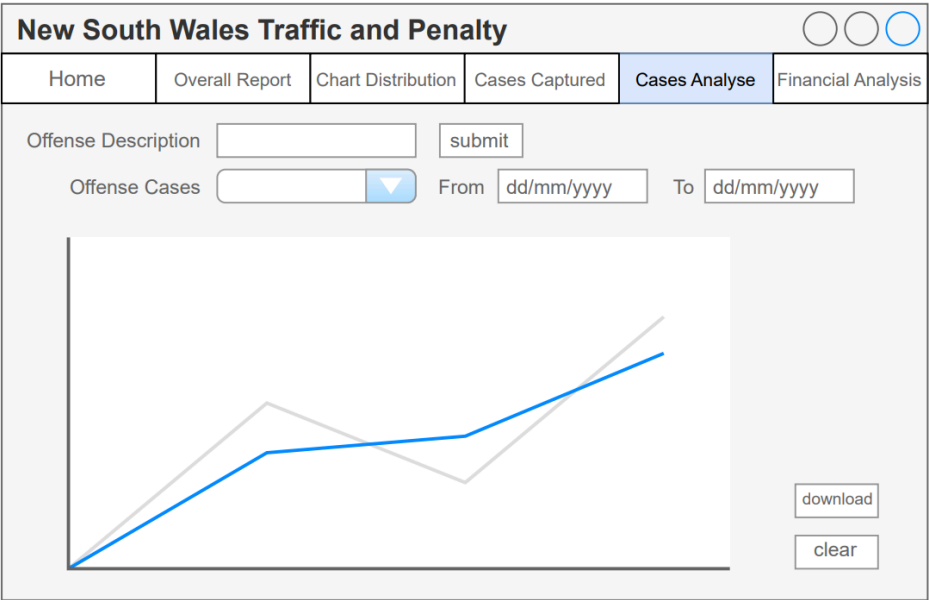 New South Wales Traffic and Penalty
Home Overall Report Chart Distribution Cases Captured Cases Analyse Financial Analysis
Offense Description submit
Offense Cases From dd/mm/yyyy To dd/mm/yyyy
download
clear